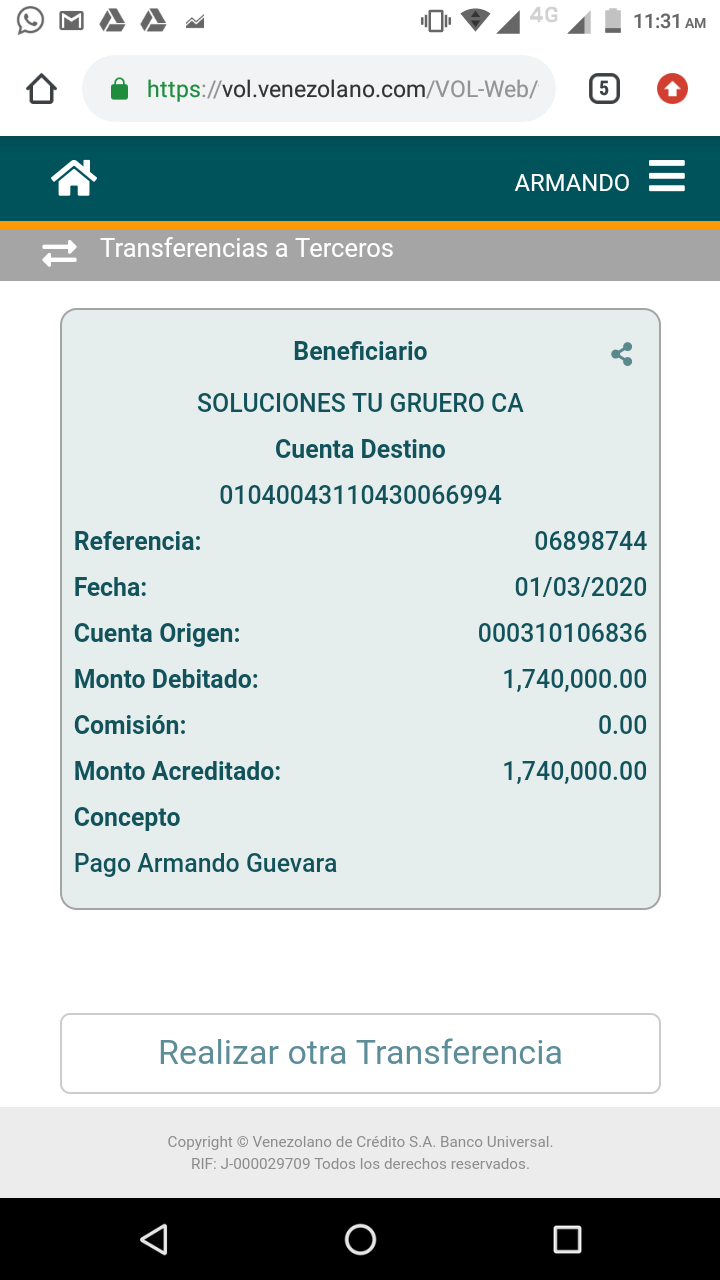 4G 11:31 AM
https://vol.venezolano.com/VOL-Web/ 5
ARMANDO
Transferencias a Terceros
Beneficiario
SOLUCIONES TU GRUERO CA
Cuenta Destino
01040043110430066994
Referencia: 06898744
Fecha: 01/03/2020
Cuenta Origen: 000310106836
Monto Debitado: 1,740,000.00
Comisión: 0.00
Monto Acreditado: 1,740,000.00
Concepto
Pago Armando Guevara
Realizar otra Transferencia
Copyright © Venezolano de Crédito S.A. Banco Universal.
RIF: J-000029709 Todos los derechos reservados.